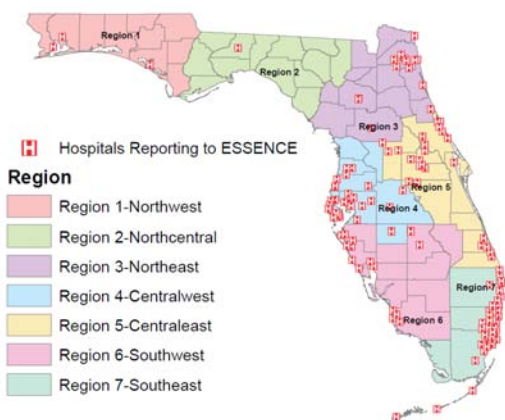 Region 1
Region 2
Region 3
H Hospitals Reporting to ESSENCE
Region
Region 1-Northwest
Region 2-Northcentral
Region 3-Northeast
Region 4-Centralwest
Region 5-Centraleast
Region 6-Southwest
Region 7-Southeast
Region 5
Region 4
Region 7
Region 6